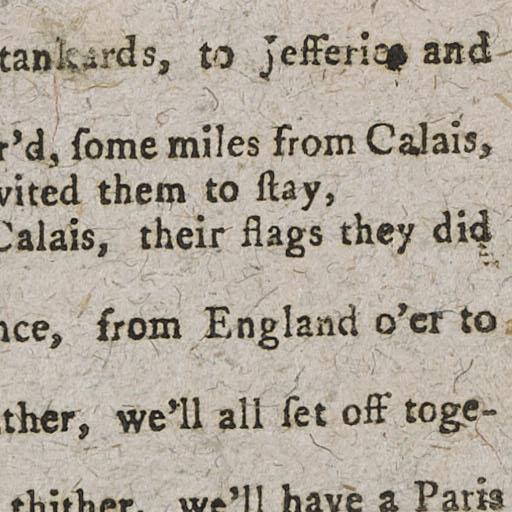 tankards, to Jefferies and
r'd, ſome miles from Calais,
vited them to ſtay,
Calais, their flags they did
nce, from England o'er to
ther, we'll all ſet off toge-
thither, we'll have a Paris